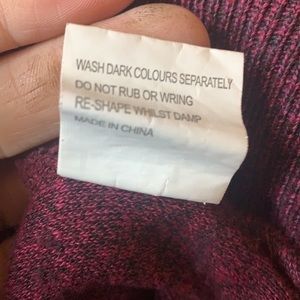 WASH DARK COLOURS SEPARATELY
DO NOT RUB OR WRING
RE-SHAPE WHILST DAMP
MADE IN CHINA